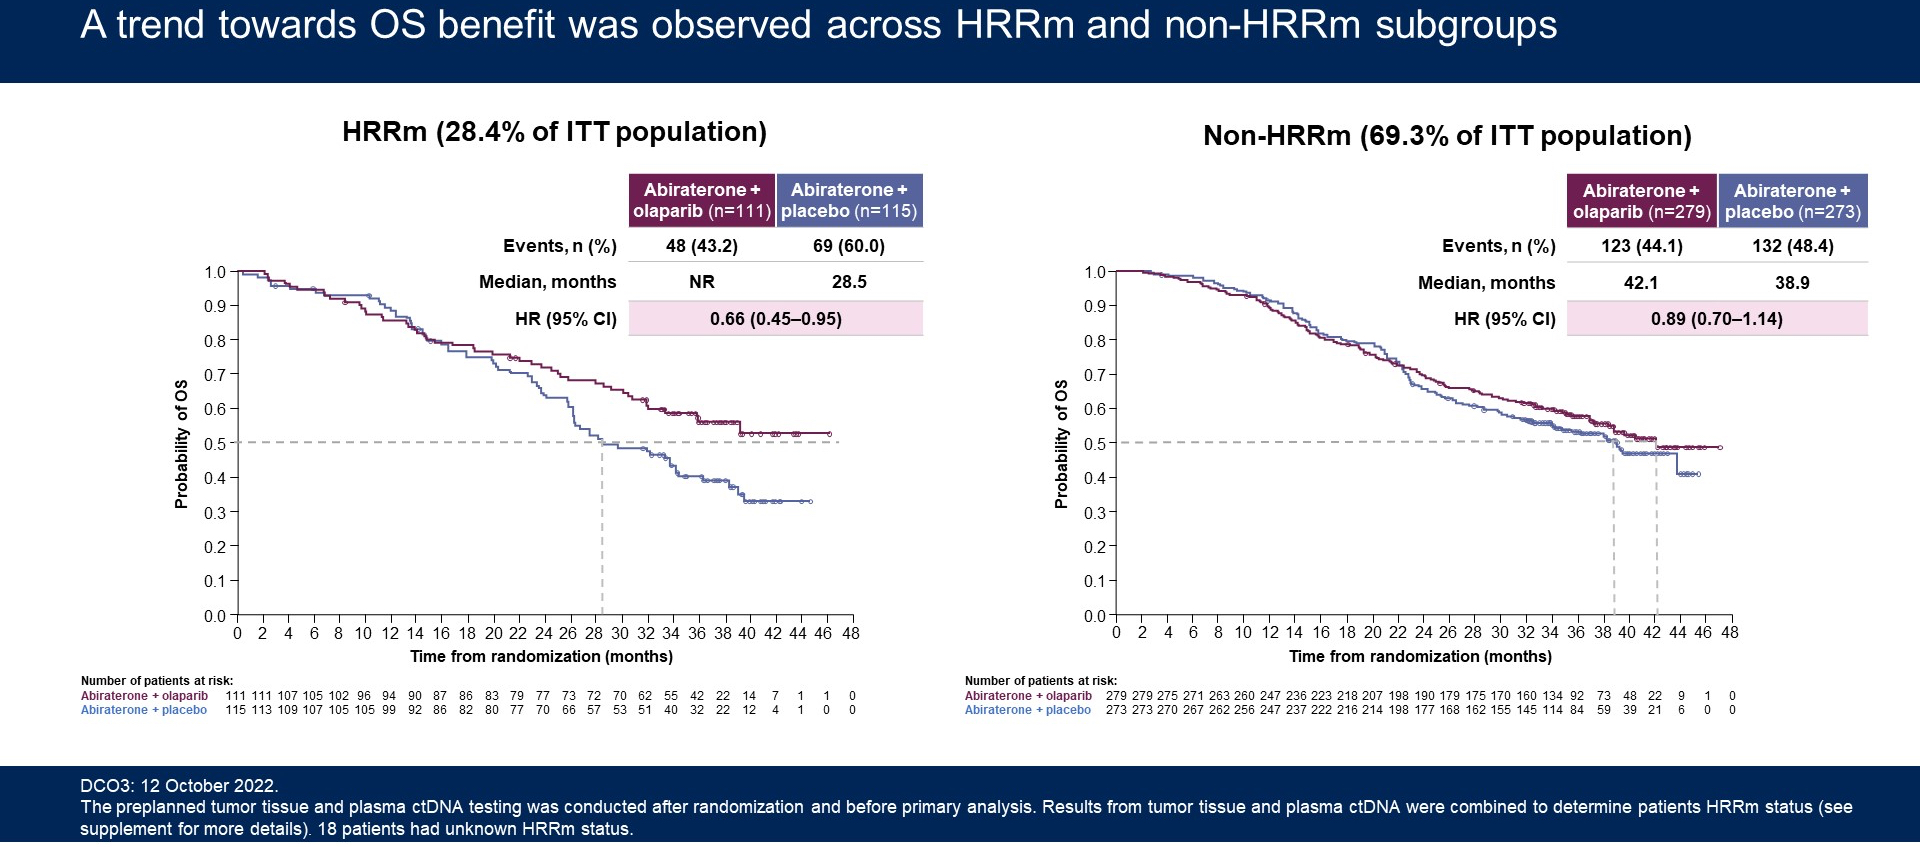 A trend towards OS benefit was observed across HRRm and non-HRRm subgroups
HRRm (28.4% of ITT population)
Abiraterone + olaparib (n=111)
Abiraterone + placebo (n=115)
Events, n (%) 48 (43.2) 69 (60.0)
Median, months NR 28.5
HR (95% CI) 0.66 (0.45–0.95)
Probability of OS
1.0
0.9
0.8
0.7
0.6
0.5
0.4
0.3
0.2
0.1
0.0
0 2 4 6 8 10 12 14 16 18 20 22 24 26 28 30 32 34 36 38 40 42 44 46 48
Time from randomization (months)
Number of patients at risk:
Abiraterone + olaparib 111 111 107 105 102 96 94 90 87 86 83 79 77 73 72 70 62 55 42 22 14 7 1 1 0
Abiraterone + placebo 115 113 109 107 105 105 99 92 86 82 80 77 70 66 57 53 51 40 32 22 12 4 1 0 0
Non-HRRm (69.3% of ITT population)
Abiraterone + olaparib (n=279)
Abiraterone + placebo (n=273)
Events, n (%) 123 (44.1) 132 (48.4)
Median, months 42.1 38.9
HR (95% CI) 0.89 (0.70–1.14)
Probability of OS
1.0
0.9
0.8
0.7
0.6
0.5
0.4
0.3
0.2
0.1
0.0
0 2 4 6 8 10 12 14 16 18 20 22 24 26 28 30 32 34 36 38 40 42 44 46 48
Time from randomization (months)
Number of patients at risk:
Abiraterone + olaparib 279 279 275 271 263 260 247 236 223 218 207 198 190 179 175 170 160 134 92 73 48 22 9 1 0
Abiraterone + placebo 273 273 270 267 262 256 247 237 222 216 214 198 177 168 162 155 145 114 84 59 39 21 6 0 0
DCO3: 12 October 2022.
The preplanned tumor tissue and plasma ctDNA testing was conducted after randomization and before primary analysis. Results from tumor tissue and plasma ctDNA were combined to determine patients HRRm status (see
supplement for more details). 18 patients had unknown HRRm status.